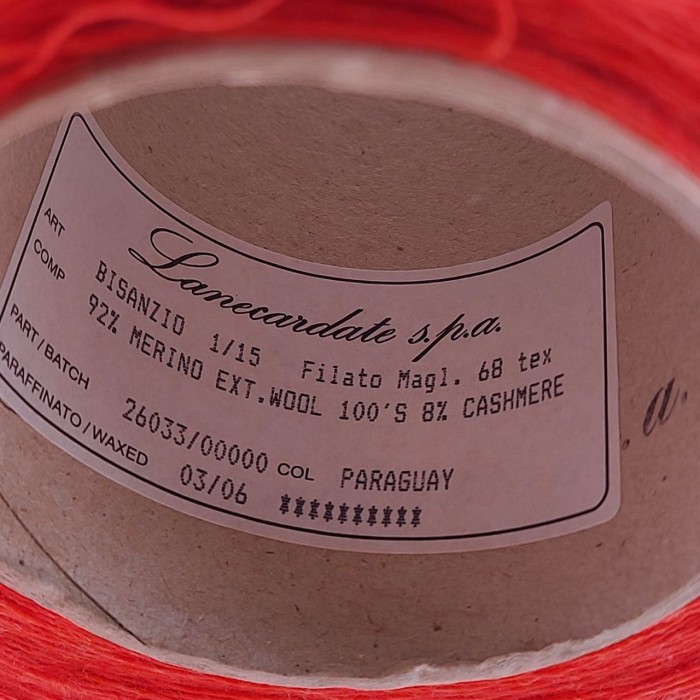 Lanecardate s.p.a.
ART BISANZIO 1/15 Filato Magl. 68 tex
COMP 92% MERINO EXT.WOOL 100'S 8% CASHMERE
PART/BATCH 26033/00000 COL PARAGUAY
PARAFFINATO/WAXED 03/06 **********
.a.